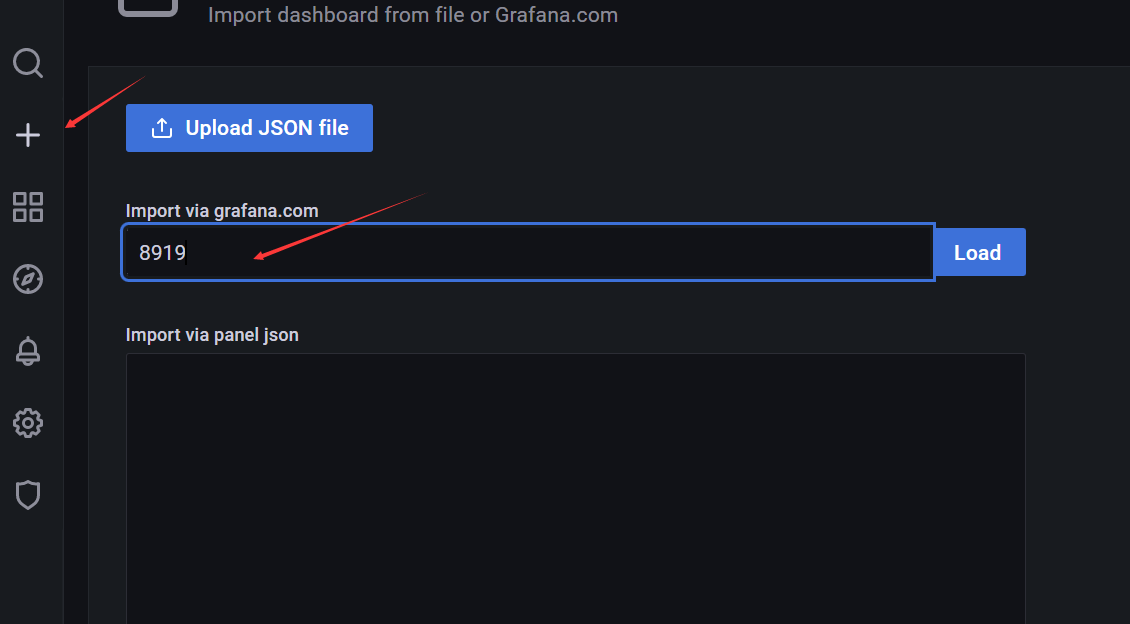 Import dashboard from file or Grafana.com
Upload JSON file
Import via grafana.com
8919
Load
Import via panel json